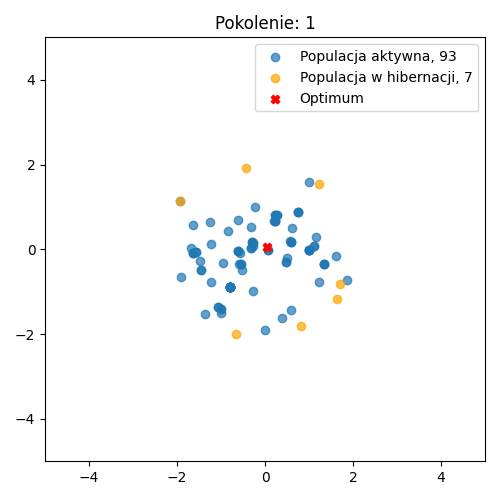 Pokolenie: 1
Populacja aktywna, 93
Populacja w hibernacji, 7
Optimum
4
2
0
−2
−4
−4
−2
0
2
4